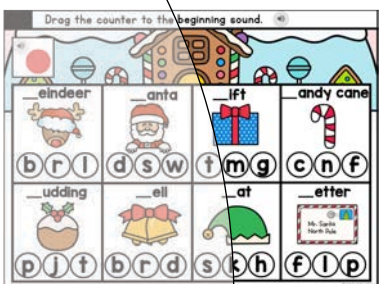 Drag the counter to the beginning sound.
__eindeer __anta __ift __andy cane
b r l d s w t m g c n f
__udding __ell __at __etter
Mr. Santa
North Pole
p j t b r d s k h f l p